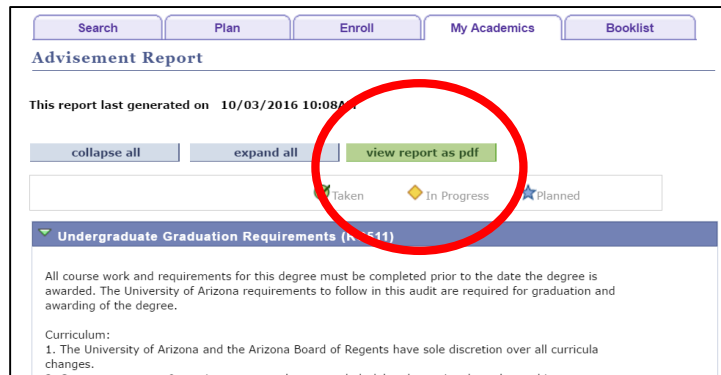 Search Plan Enroll My Academics Booklist
Advisement Report
This report last generated on 10/03/2016 10:08A
collapse all expand all view report as pdf
Taken In Progress Planned
Undergraduate Graduation Requirements
All course work and requirements for this degree must be completed prior to the date the degree is
awarded. The University of Arizona requirements to follow in this audit are required for graduation and
awarding of the degree.
Curriculum:
1. The University of Arizona and the Arizona Board of Regents have sole discretion over all curricula
changes.